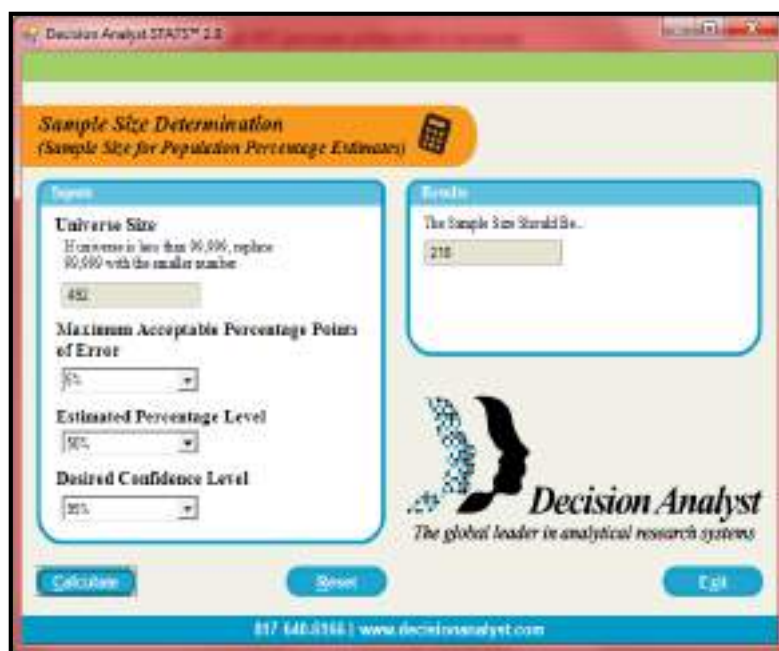 Decision Analyst STATS™ 2.0
Sample Size Determination
(Sample Size for Population Percentage Estimates)
Inputs
Universe Size
If universe is less than 99,999, replace
99,999 with the smaller number
Maximum Acceptable Percentage Points
of Error
Estimated Percentage Level
50%
Desired Confidence Level
95%
Results
The Sample Size Should Be...
Decision Analyst
The global leader in analytical research systems
Calculate
Reset
Exit
817 640-6166 | www.decisionanalyst.com